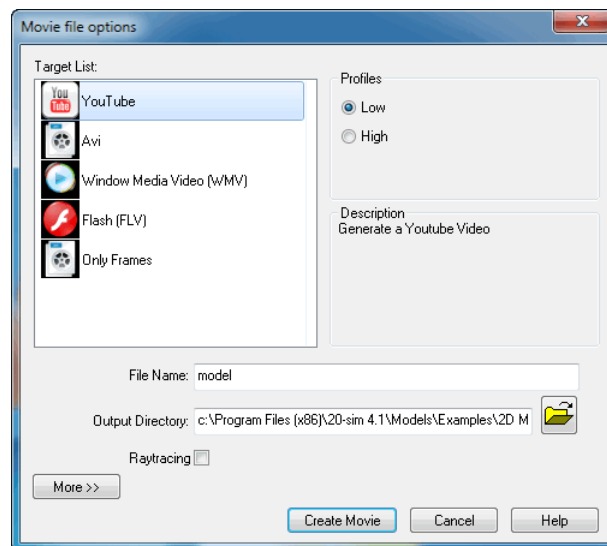 Movie file options
Target List:
You
Tube
YouTube
Avi
Window Media Video (WMV)
Flash (FLV)
Only Frames
Profiles
Low
High
Description
Generate a Youtube Video
File Name: model
Output Directory: c:\Program Files (x86)\20-sim 4.1\Models\Examples\2D M
Raytracing
More >>
Create Movie Cancel Help